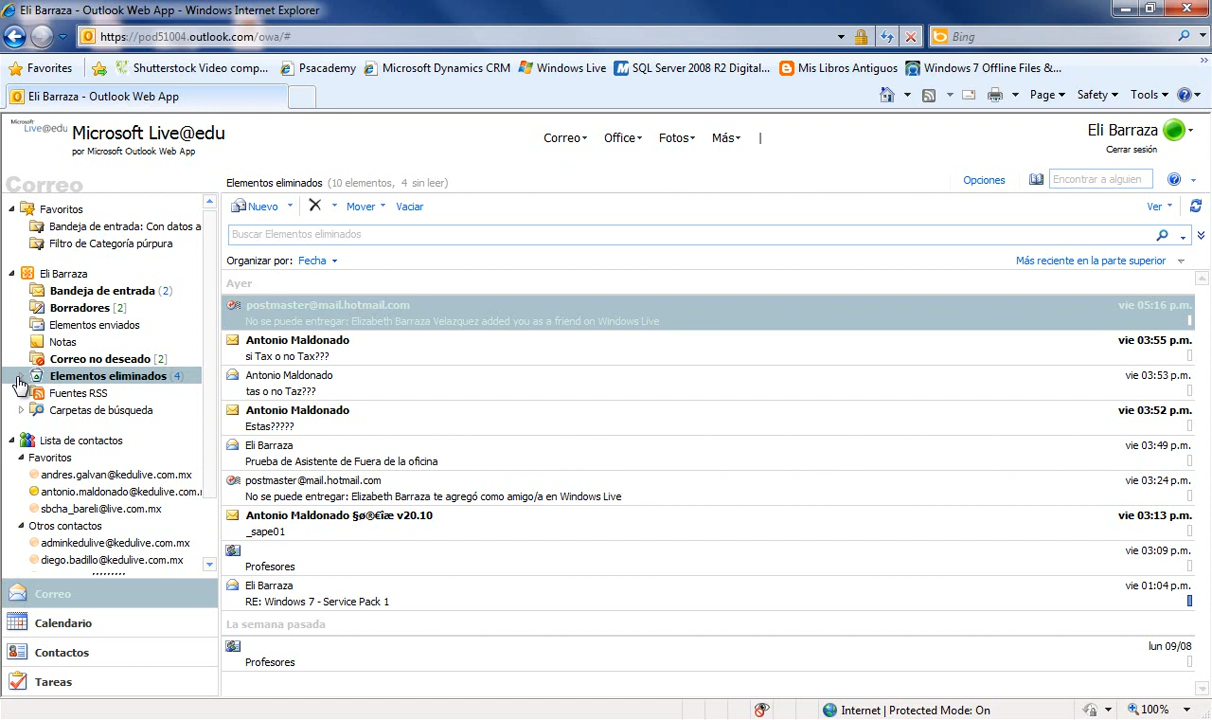 Eli Barraza - Outlook Web App - Windows Internet Explorer
https://pod51004.outlook.com/owa/#
Bing
Favorites
Shutterstock Video comp...
Psacademy
Microsoft Dynamics CRM
Windows Live
SQL Server 2008 R2 Digital...
Mis Libros Antiguos
Windows 7 Offline Files &...
Eli Barraza - Outlook Web App
Page
Safety
Tools
Microsoft Live@edu
Microsoft Live@edu
por Microsoft Outlook Web App
Correo
Office
Fotos
Más
|
Eli Barraza
Cerrar sesión
Correo
Elementos eliminados (10 elementos, 4 sin leer)
Opciones
Encontrar a alguien
Favoritos
Bandeja de entrada: Con datos a
Filtro de Categoría púrpura
Eli Barraza
Bandeja de entrada (2)
Borradores [2]
Elementos enviados
Notas
Correo no deseado [2]
Elementos eliminados (4)
Fuentes RSS
Carpetas de búsqueda
Lista de contactos
Favoritos
andres.galvan@kedulive.com.mx
antonio.maldonado@kedulive.com.
sbcha_bareli@live.com.mx
Otros contactos
adminkedulive@kedulive.com.mx
diego.badillo@kedulive.com.mx
Correo
Calendario
Contactos
Tareas
Nuevo
Mover
Vaciar
Ver
Buscar Elementos eliminados
Organizar por: Fecha
Más reciente en la parte superior
Ayer
postmaster@mail.hotmail.com vie 05:16 p.m.
No se puede entregar: Elizabeth Barraza Velazquez added you as a friend on Windows Live
Antonio Maldonado vie 03:55 p.m.
si Tax o no Tax???
Antonio Maldonado vie 03:53 p.m.
tas o no Taz???
Antonio Maldonado vie 03:52 p.m.
Estas?????
Eli Barraza vie 03:49 p.m.
Prueba de Asistente de Fuera de la oficina
postmaster@mail.hotmail.com vie 03:24 p.m.
No se puede entregar: Elizabeth Barraza te agregó como amigo/a en Windows Live
Antonio Maldonado §ø®€îæ v20.10 vie 03:13 p.m.
_sape01
vie 03:09 p.m.
Profesores
Eli Barraza vie 01:04 p.m.
RE: Windows 7 - Service Pack 1
La semana pasada
lun 09/08
Profesores
Internet | Protected Mode: On
100%